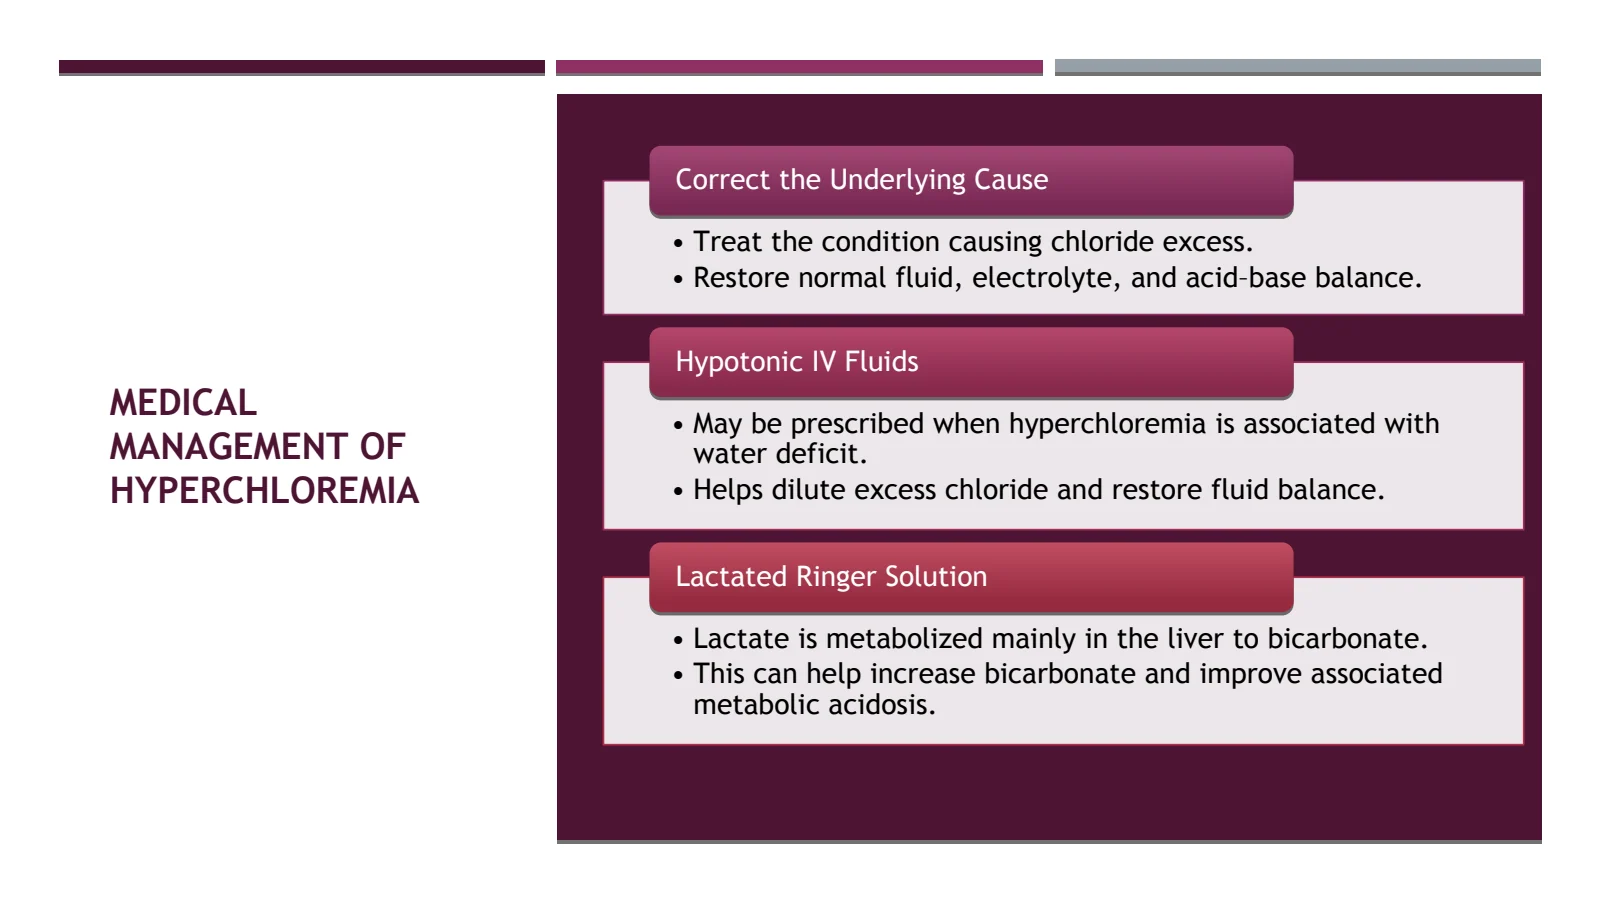 MEDICAL
MANAGEMENT OF
HYPERCHLOREMIA
Correct the Underlying Cause
• Treat the condition causing chloride excess.
• Restore normal fluid, electrolyte, and acid–base balance.
Hypotonic IV Fluids
• May be prescribed when hyperchloremia is associated with
water deficit.
• Helps dilute excess chloride and restore fluid balance.
Lactated Ringer Solution
• Lactate is metabolized mainly in the liver to bicarbonate.
• This can help increase bicarbonate and improve associated
metabolic acidosis.